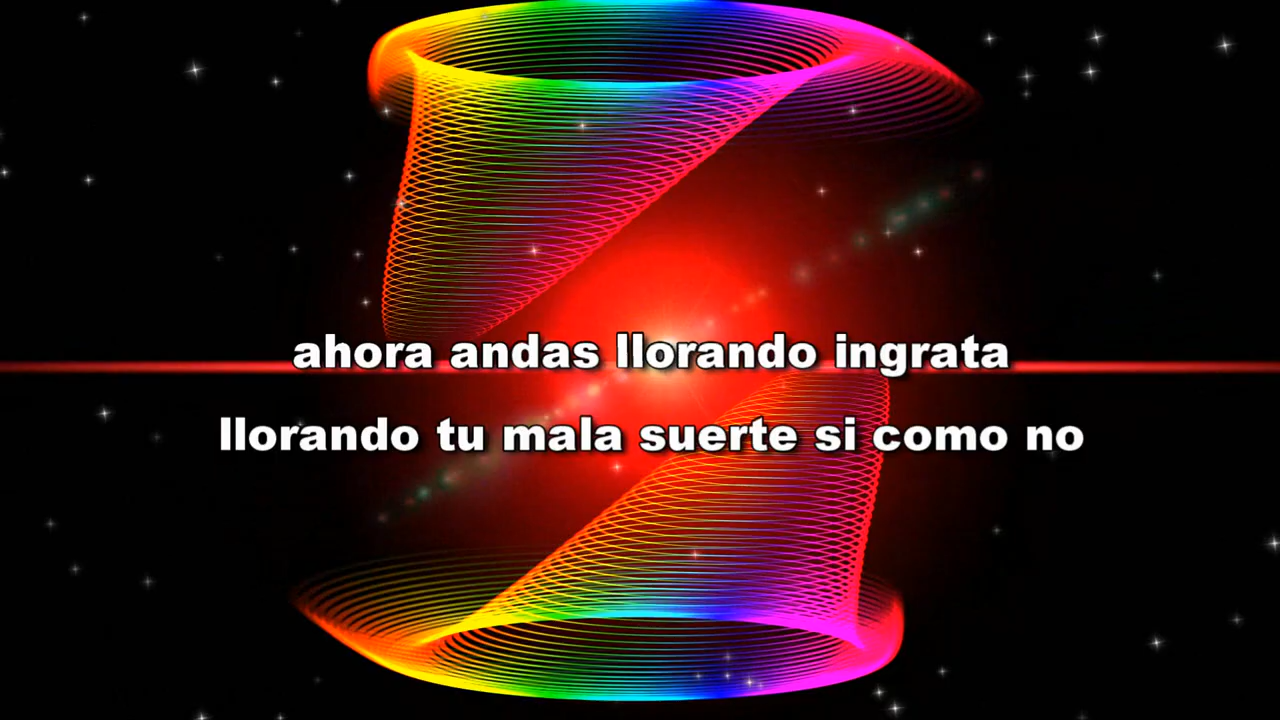 ahora andas llorando ingrata
llorando tu mala suerte si como no